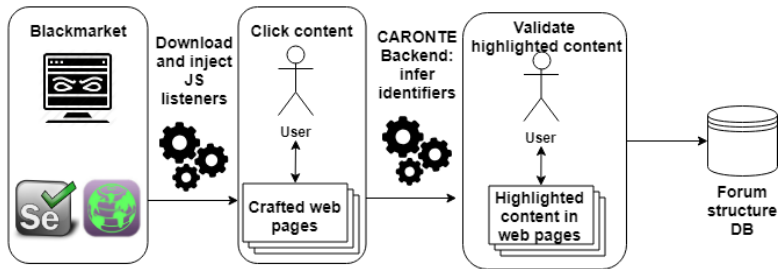 Blackmarket
Se
Download
and inject
JS
listeners
Click content
User
Crafted web
pages
CARONTE
Backend:
infer
identifiers
Validate
highlighted content
User
Highlighted
content in
web pages
Forum
structure
DB